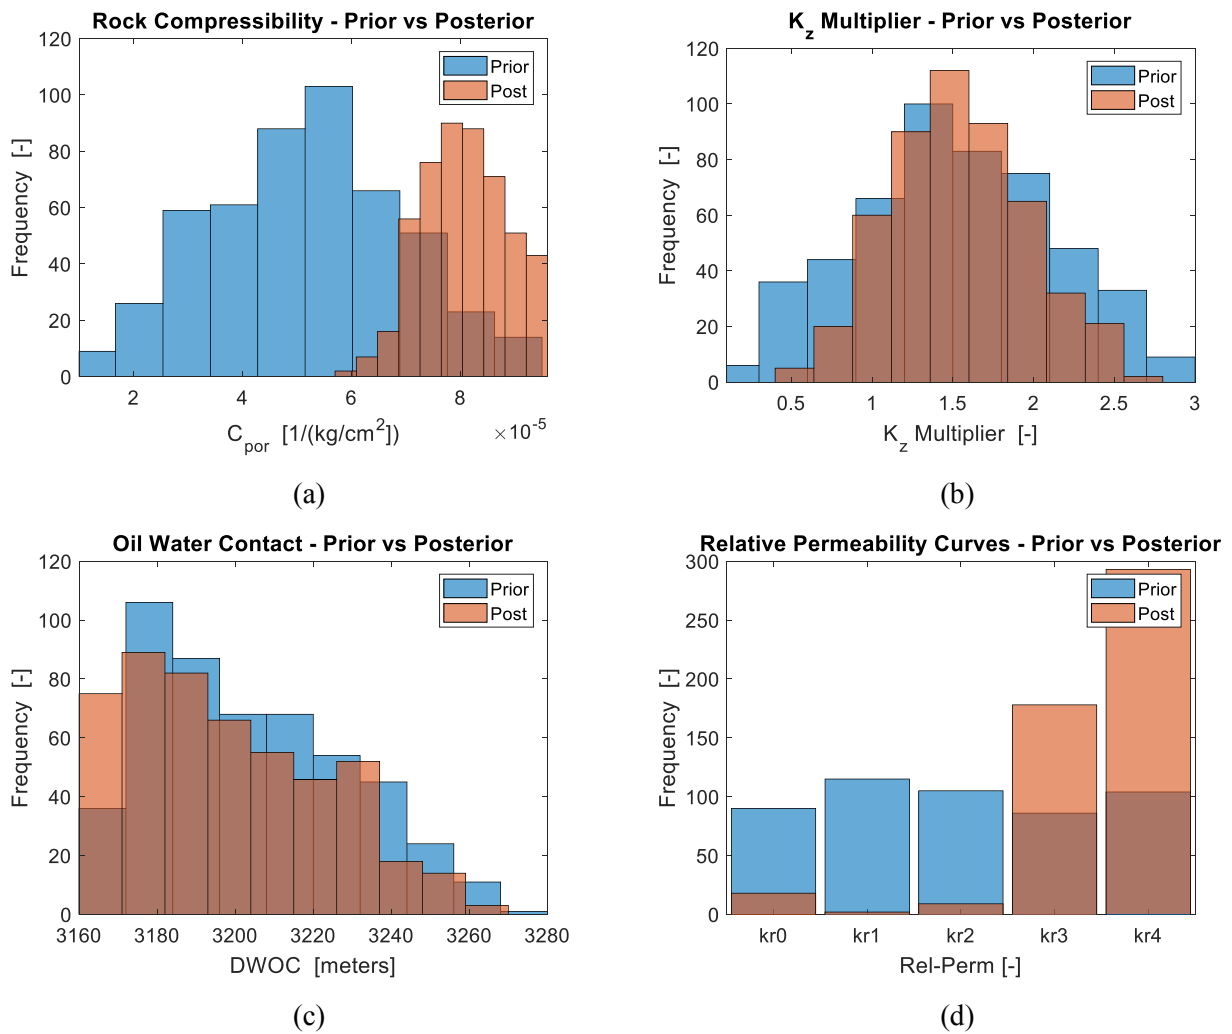 Rock Compressibility - Prior vs Posterior
120
100
80
60
40
20
0
Frequency [-]
Prior
Post
2
4
6
8
×10-5
Cpor [1/(kg/cm2])
(a)
Kz Multiplier - Prior vs Posterior
120
100
80
60
40
20
0
Frequency [-]
Prior
Post
0.5
1
1.5
2
2.5
3
Kz Multiplier [-]
(b)
Oil Water Contact - Prior vs Posterior
120
100
80
60
40
20
0
Frequency [-]
Prior
Post
3160
3180
3200
3220
3240
3260
3280
DWOC [meters]
(c)
Relative Permeability Curves - Prior vs Posterior
300
250
200
150
100
50
0
Frequency [-]
Prior
Post
kr0
kr1
kr2
kr3
kr4
Rel-Perm [-]
(d)